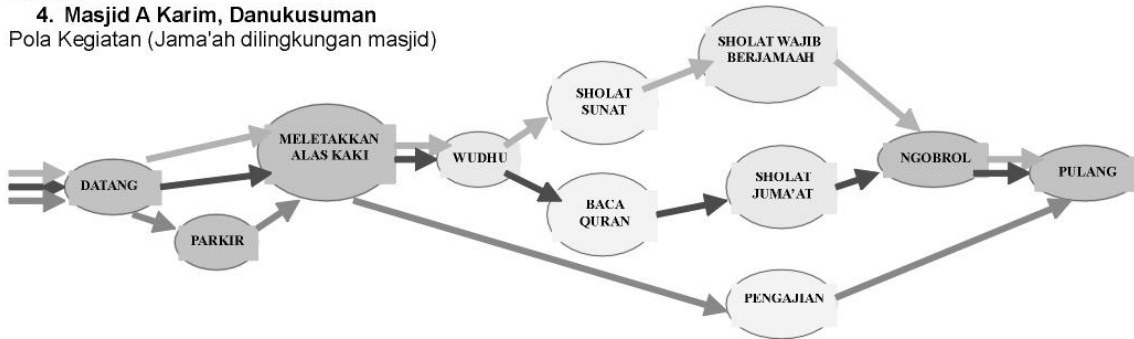 4. Masjid A Karim, Danukusuman
Pola Kegiatan (Jama'ah dilingkungan masjid)
SHOLAT WAJIB
BERJAMAAH
SHOLAT
SUNAT
MELETAKKAN
ALAS KAKI
WUDHU
NGOBROL
DATANG
SHOLAT
JUMA'AT
PULANG
BACA
QURAN
PARKIR
PENGAJIAN